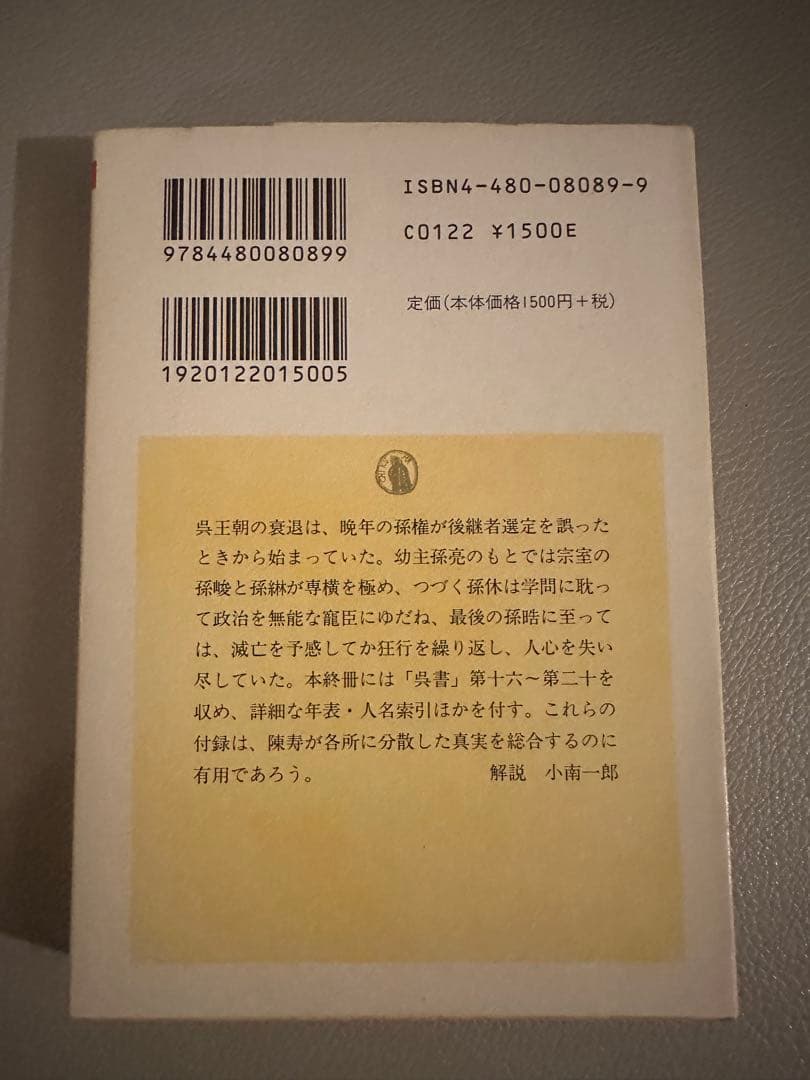 9784480080899
ISBN4-480-08089-9
C0122 ¥1500E
1920122015005
定価(本体価格1500円+税)
呉王朝の衰退は、晩年の孫権が後継者選定を誤った
ときから始まっていた。幼主孫亮のもとでは宗室の
孫峻と孫綝が専横を極め、つづく孫休は学問に耽っ
て政治を無能な寵臣にゆだね、最後の孫晧に至って
は、滅亡を予感してか狂行を繰り返し、人心を失い
尽していた。本終冊には「呉書」第十六〜第二十を
収め、詳細な年表・人名索引ほかを付す。これらの
付録は、陳寿が各所に分散した真実を総合するのに
有用であろう。 解説 小南一郎